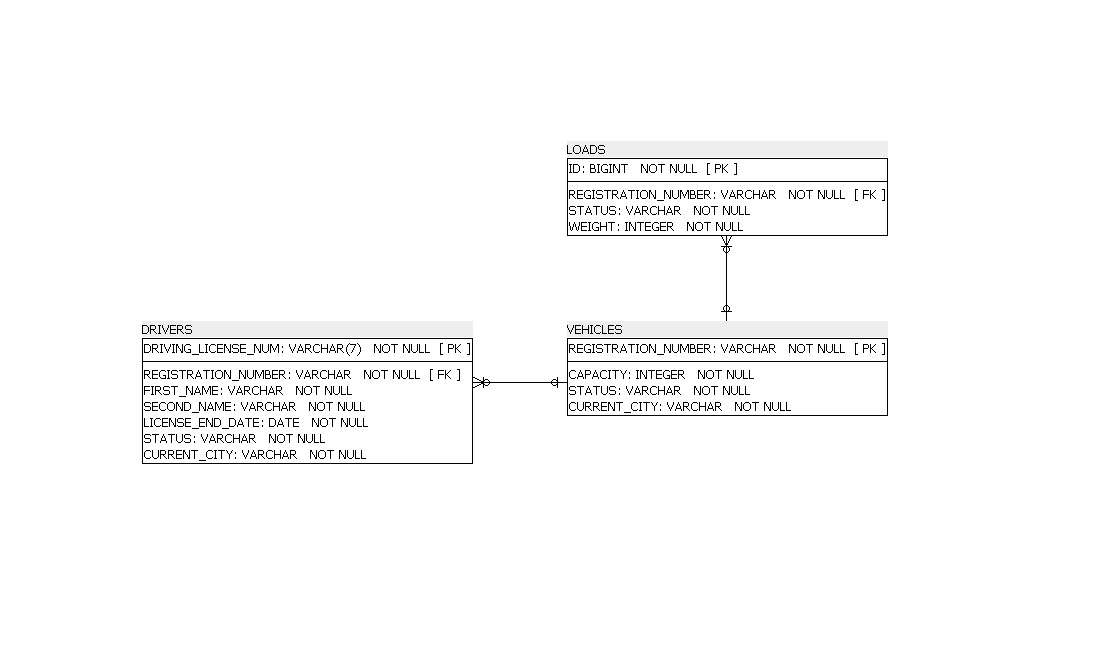 LOADS
ID: BIGINT NOT NULL [ PK ]
REGISTRATION_NUMBER: VARCHAR NOT NULL [ FK ]
STATUS: VARCHAR NOT NULL
WEIGHT: INTEGER NOT NULL
DRIVERS
DRIVING_LICENSE_NUM: VARCHAR(7) NOT NULL [ PK ]
REGISTRATION_NUMBER: VARCHAR NOT NULL [ FK ]
FIRST_NAME: VARCHAR NOT NULL
SECOND_NAME: VARCHAR NOT NULL
LICENSE_END_DATE: DATE NOT NULL
STATUS: VARCHAR NOT NULL
CURRENT_CITY: VARCHAR NOT NULL
VEHICLES
REGISTRATION_NUMBER: VARCHAR NOT NULL [ PK ]
CAPACITY: INTEGER NOT NULL
STATUS: VARCHAR NOT NULL
CURRENT_CITY: VARCHAR NOT NULL